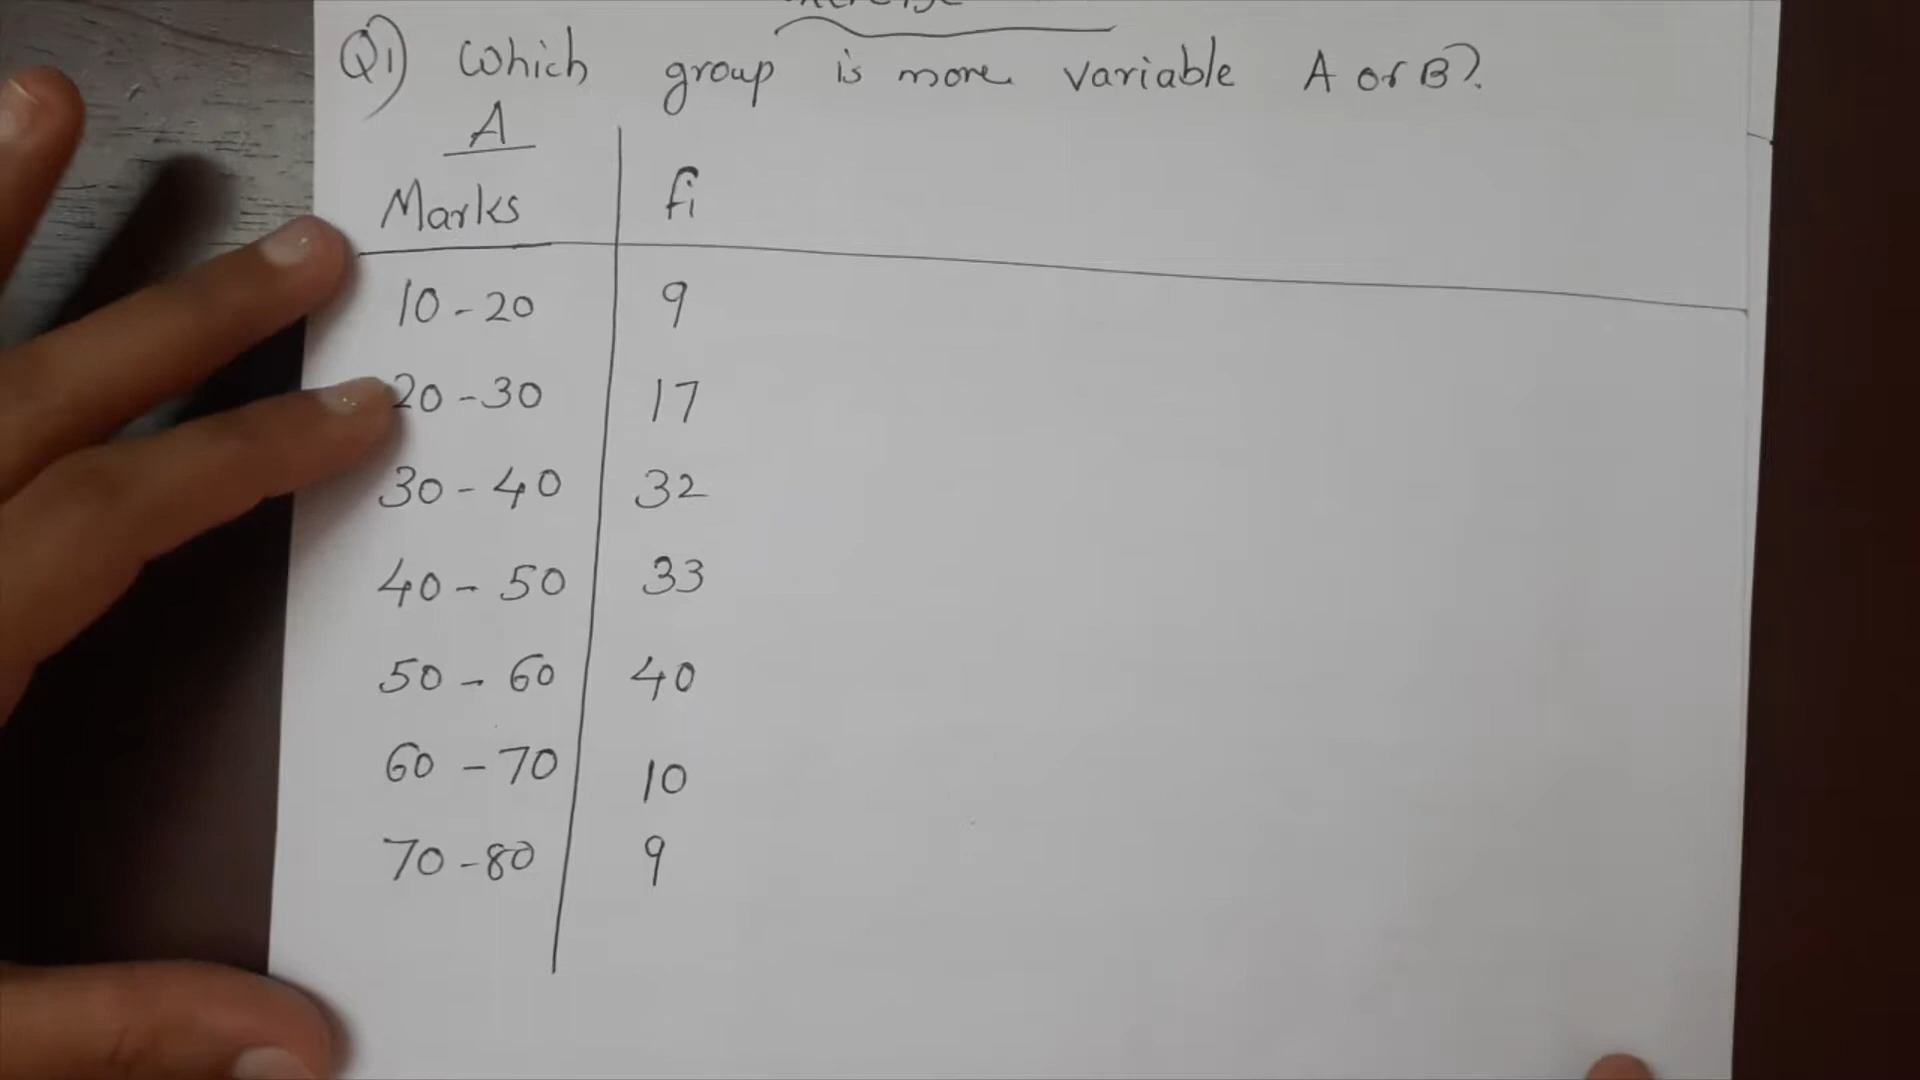 Q1) Which group is more variable A or B?
A
Marks fi
10-20 9
20-30 17
30-40 32
40-50 33
50-60 40
60-70 10
70-80 9